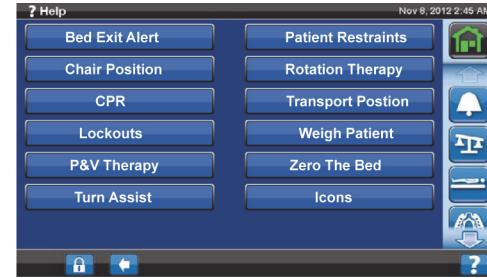 ? Help
Nov 8, 2012 2:45 AM
Bed Exit Alert
Patient Restraints
Chair Position
Rotation Therapy
CPR
Transport Postion
Lockouts
Weigh Patient
P&V Therapy
Zero The Bed
Turn Assist
Icons
?